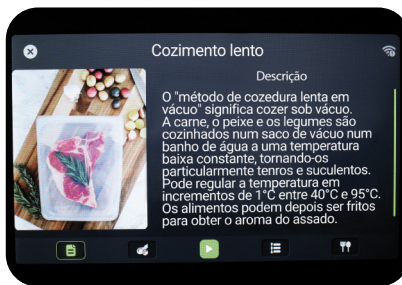 Cozimento lento
Descrição
O "método de cozedura lenta em
vácuo" significa cozer sob vácuo.
A carne, o peixe e os legumes são
cozinhados num saco de vácuo num
banho de água a uma temperatura
baixa constante, tornando-os
particularmente tenros e suculentos.
Pode regular a temperatura em
incrementos de 1°C entre 40°C e 95°C.
Os alimentos podem depois ser fritos
para obter o aroma do assado.